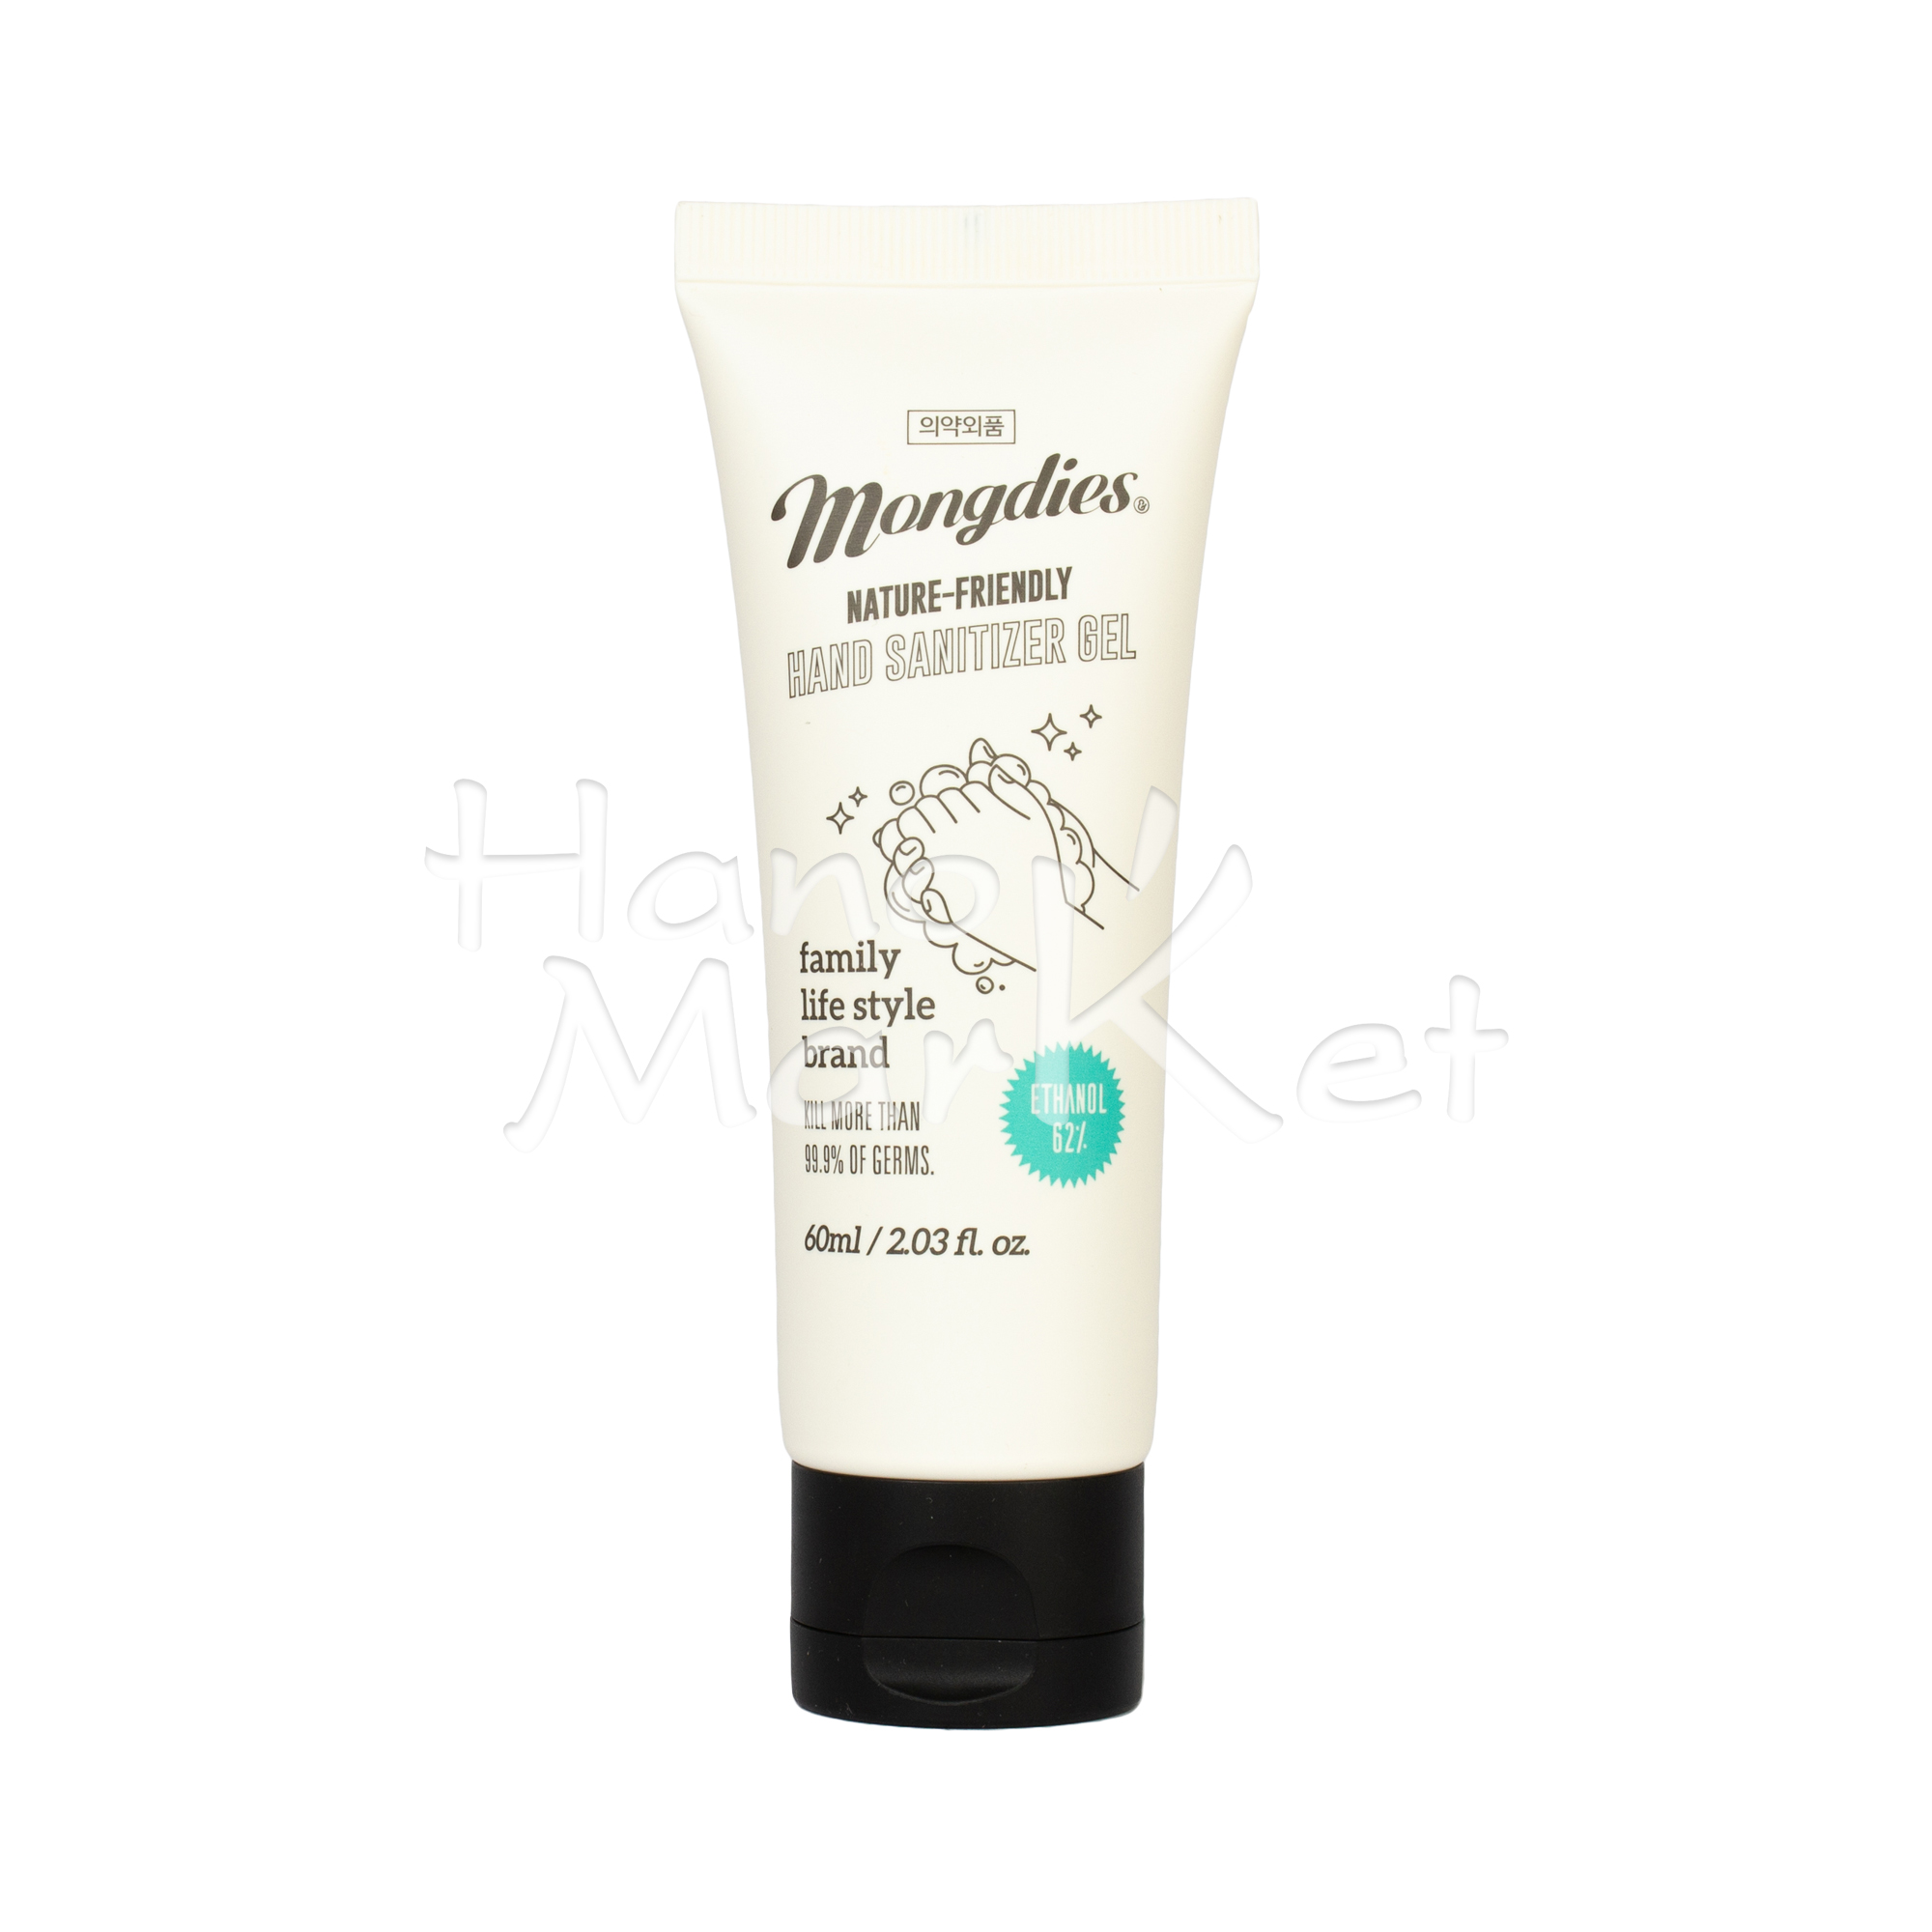 의약외품
Mongdies®
NATURE-FRIENDLY
HAND SANITIZER GEL
family
life style
brand
KILL MORE THAN
99.9% OF GERMS.
ETHANOL
62%
60ml / 2.03 fl. oz.
HanoK
MarKet